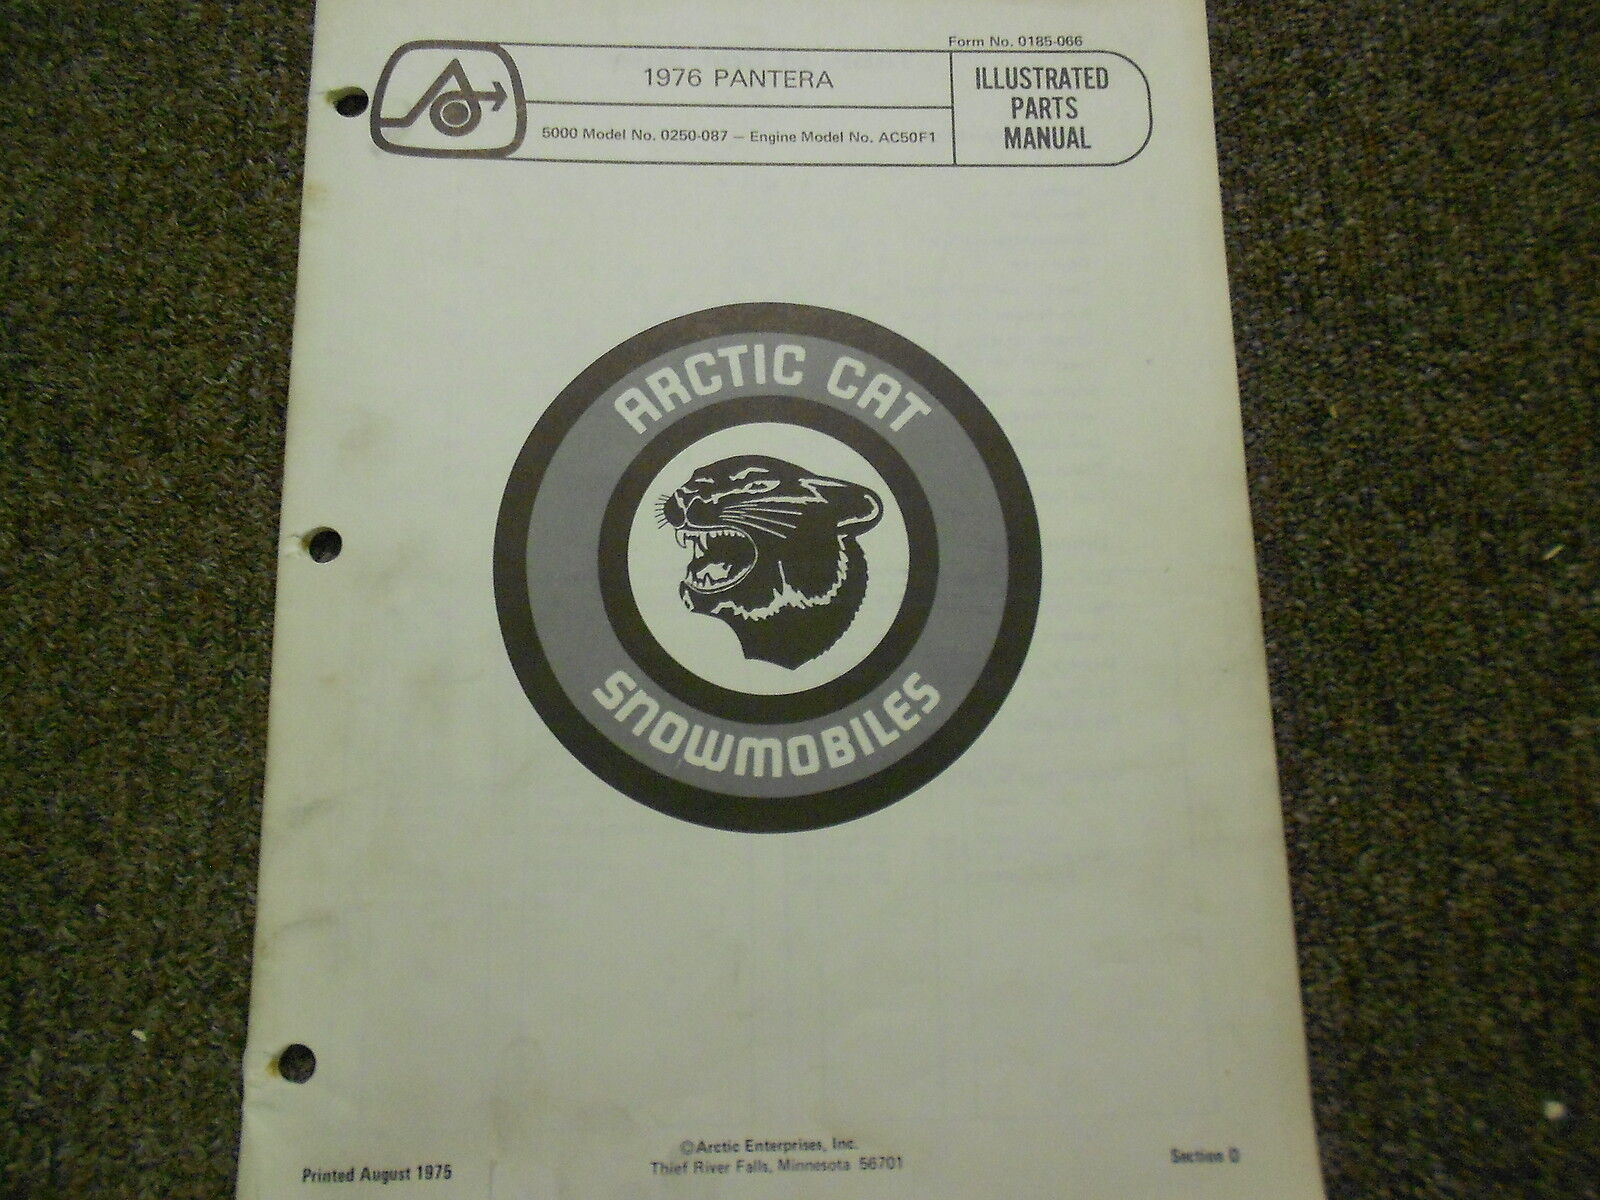 Form No. 0185-066
1976 PANTERA
5000 Model No. 0250-087 — Engine Model No. AC50F1
ILLUSTRATED
PARTS
MANUAL
ARCTIC CAT
SNOWMOBILES
©Arctic Enterprises, Inc.
Thief River Falls, Minnesota 56701
Printed August 1975
Section D